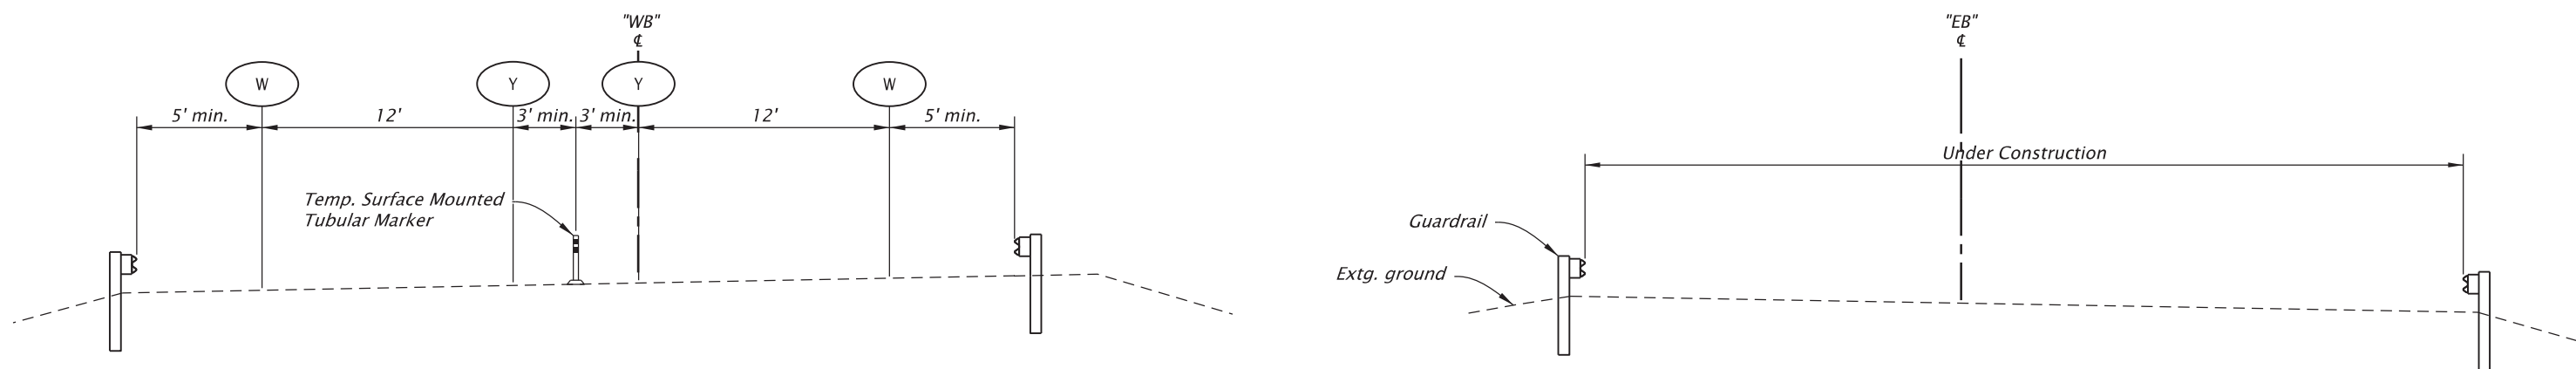 "WB"
℄
W
Y
Y
W
5' min.
12'
3' min.
3' min.
12'
5' min.
Temp. Surface Mounted
Tubular Marker
"EB"
℄
Under Construction
Guardrail
Extg. ground